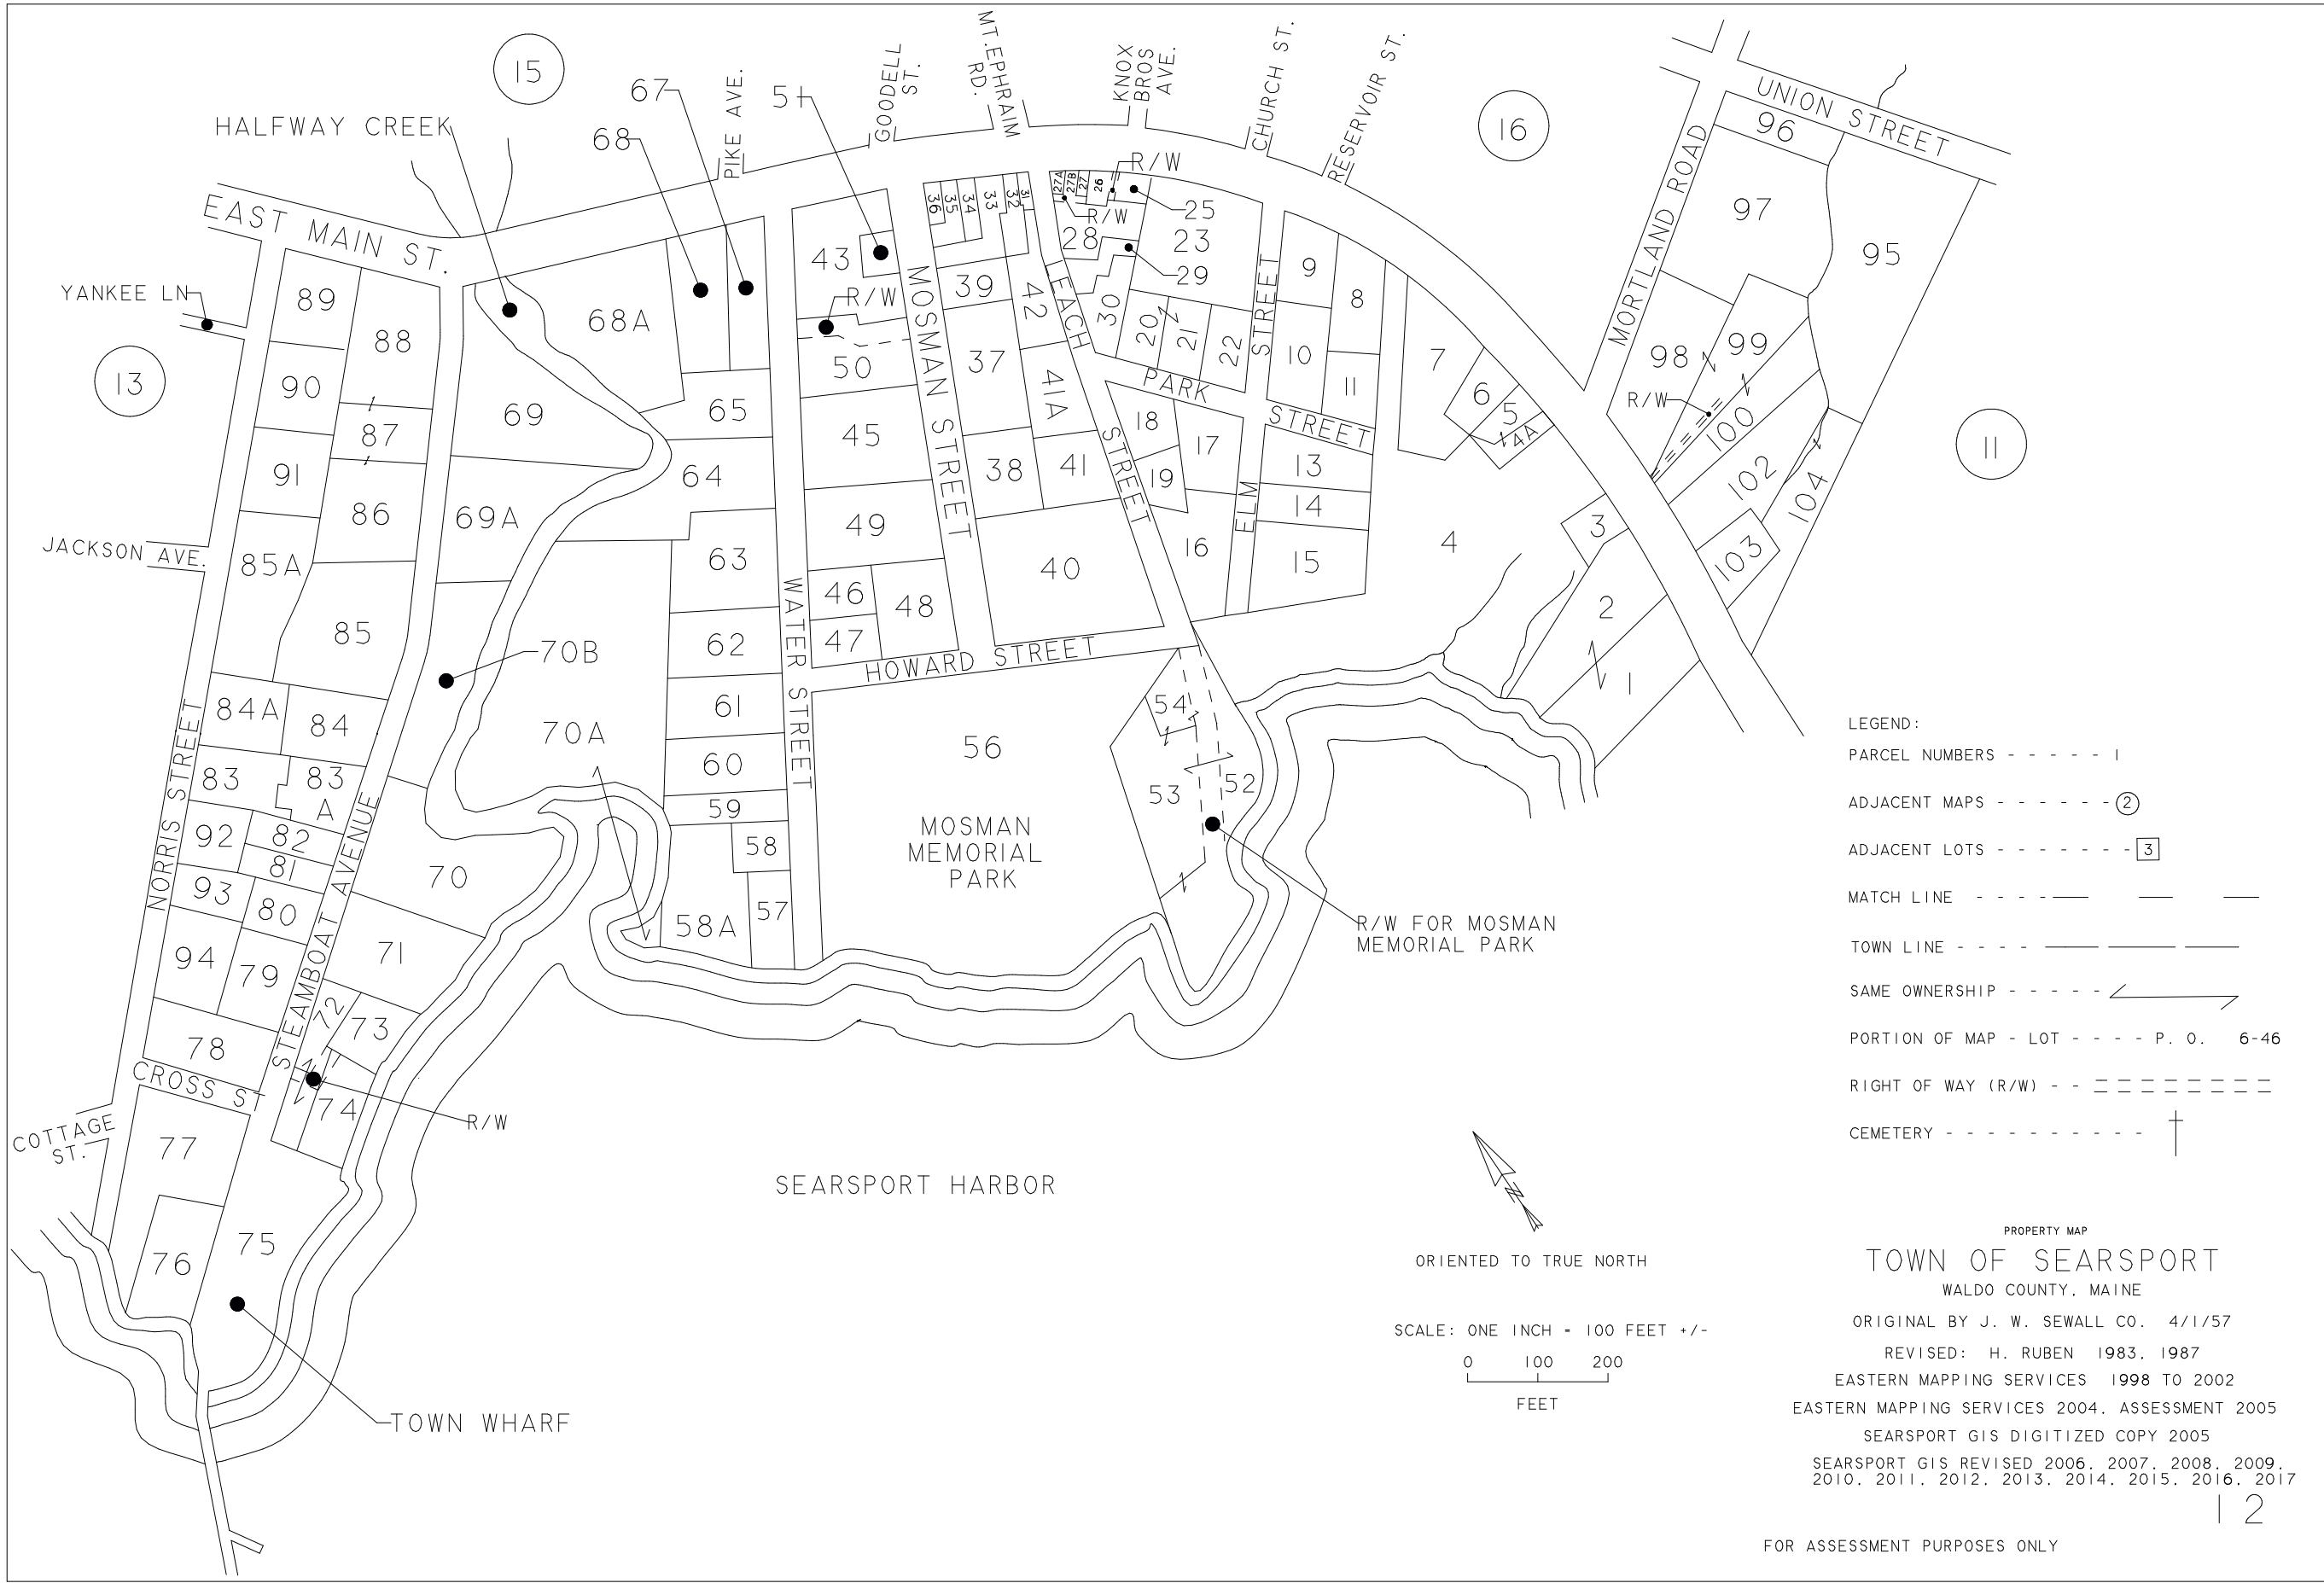 15
16
13
11
HALFWAY CREEK
67
68
PIKE AVE.
51
GOODELL
ST.
MT.EPHRAIM
RD.
KNOX
BROS
AVE.
CHURCH ST.
RESERVOIR ST.
UNION STREET
MORTLAND ROAD
EAST MAIN ST.
YANKEE LN
JACKSON AVE.
NORRIS STREET
STEAMBOAT AVENUE
CROSS ST
COTTAGE
ST.
WATER STREET
MOSMAN STREET
HOWARD STREET
LEACH STREET
PARK STREET
ELM STREET
96
97
95
98
99
R/W
100
102
103
104
89
88
90
87
91
86
85A
85
84A
84
83
83
A
92
82
81
93
80
94
79
78
77
76
75
TOWN WHARF
68A
69
69A
70B
70A
70
71
72
73
74
R/W
65
64
63
62
61
60
59
58
58A
57
43
R/W
50
45
49
46
47
48
36
35
34
33
32
31
39
42
37
41A
38
41
40
27A
27B
27
26
R/W
R/W
25
28
23
29
30
20
21
22
9
8
10
11
18
17
19
16
13
14
15
7
6
5
4A
4
3
2
1
54
53
52
56
MOSMAN
MEMORIAL
PARK
R/W FOR MOSMAN
MEMORIAL PARK
SEARSPORT HARBOR
LEGEND:
PARCEL NUMBERS - - - - - 1
ADJACENT MAPS - - - - - - 2
ADJACENT LOTS - - - - - - - 3
MATCH LINE - - - -
TOWN LINE - - - -
SAME OWNERSHIP - - - - -
PORTION OF MAP - LOT - - - - P. O. 6-46
RIGHT OF WAY (R/W) - -
CEMETERY - - - - - - - - - -
ORIENTED TO TRUE NORTH
SCALE: ONE INCH = 100 FEET +/-
0 100 200
FEET
PROPERTY MAP
TOWN OF SEARSPORT
WALDO COUNTY, MAINE
ORIGINAL BY J. W. SEWALL CO. 4/1/57
REVISED: H. RUBEN 1983, 1987
EASTERN MAPPING SERVICES 1998 TO 2002
EASTERN MAPPING SERVICES 2004, ASSESSMENT 2005
SEARSPORT GIS DIGITIZED COPY 2005
SEARSPORT GIS REVISED 2006, 2007, 2008, 2009,
2010, 2011, 2012, 2013, 2014, 2015, 2016, 2017
12
FOR ASSESSMENT PURPOSES ONLY